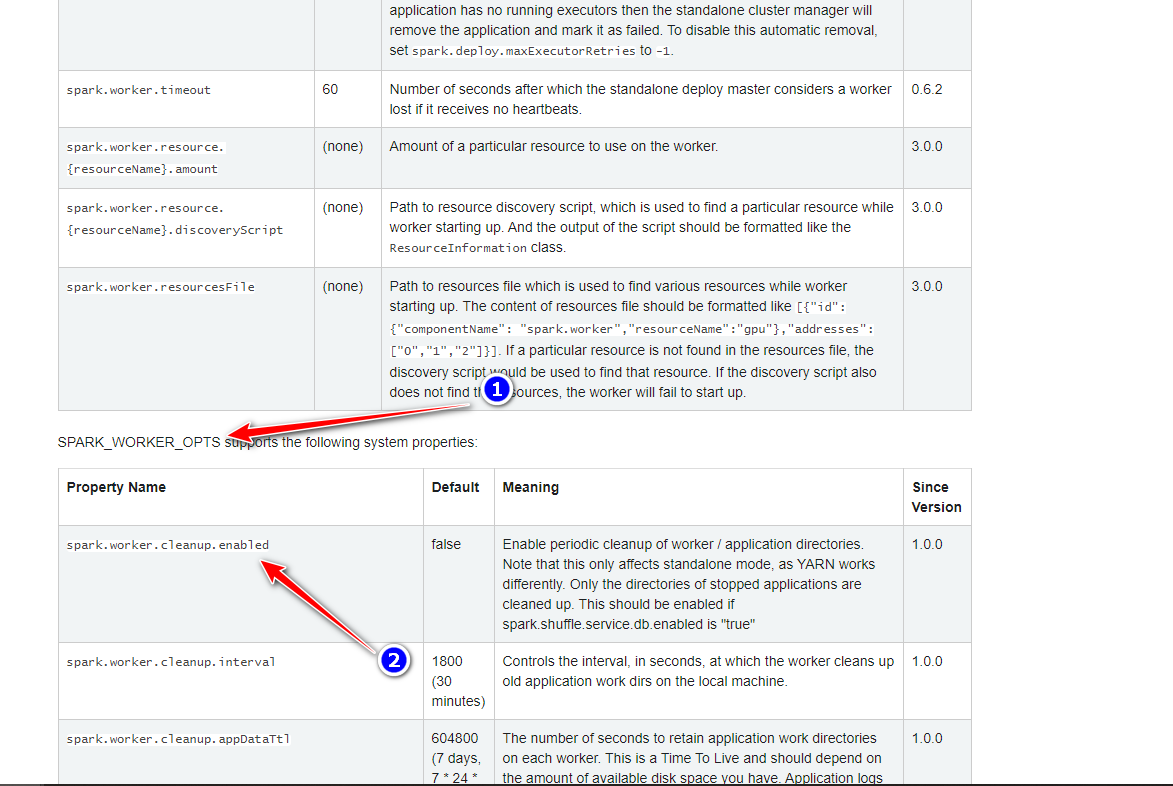 application has no running executors then the standalone cluster manager will
remove the application and mark it as failed. To disable this automatic removal,
set spark.deploy.maxExecutorRetries to -1.
spark.worker.timeout 60 Number of seconds after which the standalone deploy master considers a worker 0.6.2
lost if it receives no heartbeats.
spark.worker.resource. (none) Amount of a particular resource to use on the worker. 3.0.0
{resourceName}.amount
spark.worker.resource. (none) Path to resource discovery script, which is used to find a particular resource while 3.0.0
{resourceName}.discoveryScript worker starting up. And the output of the script should be formatted like the
ResourceInformation class.
spark.worker.resourcesFile (none) Path to resources file which is used to find various resources while worker 3.0.0
starting up. The content of resources file should be formatted like [{"id":
{"componentName": "spark.worker","resourceName":"gpu"},"addresses":
["0","1","2"]}]. If a particular resource is not found in the resources file, the
discovery script would be used to find that resource. If the discovery script also
does not find 1 sources, the worker will fail to start up.
SPARK_WORKER_OPTS supports the following system properties:
Property Name Default Meaning Since
Version
spark.worker.cleanup.enabled false Enable periodic cleanup of worker / application directories. 1.0.0
Note that this only affects standalone mode, as YARN works
differently. Only the directories of stopped applications are
cleaned up. This should be enabled if
spark.shuffle.service.db.enabled is "true"
2
spark.worker.cleanup.interval 1800 Controls the interval, in seconds, at which the worker cleans up 1.0.0
(30 old application work dirs on the local machine.
minutes)
spark.worker.cleanup.appDataTtl 604800 The number of seconds to retain application work directories 1.0.0
(7 days, on each worker. This is a Time To Live and should depend on
7 * 24 * the amount of available disk space you have. Application logs